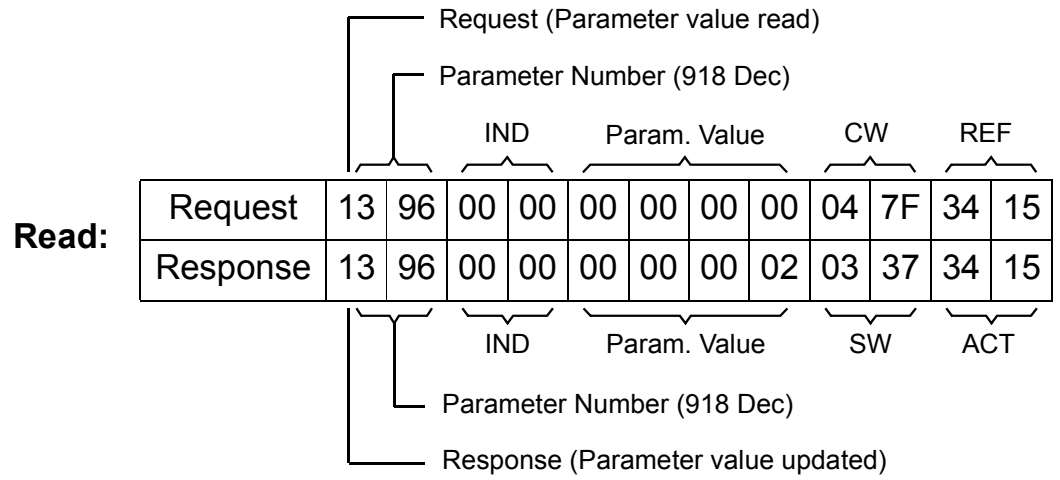 Request (Parameter value read)
Parameter Number (918 Dec)
IND Param. Value CW REF
Read:
Request 13 96 00 00 00 00 00 00 04 7F 34 15
Response 13 96 00 00 00 00 00 02 03 37 34 15
IND Param. Value SW ACT
Parameter Number (918 Dec)
Response (Parameter value updated)